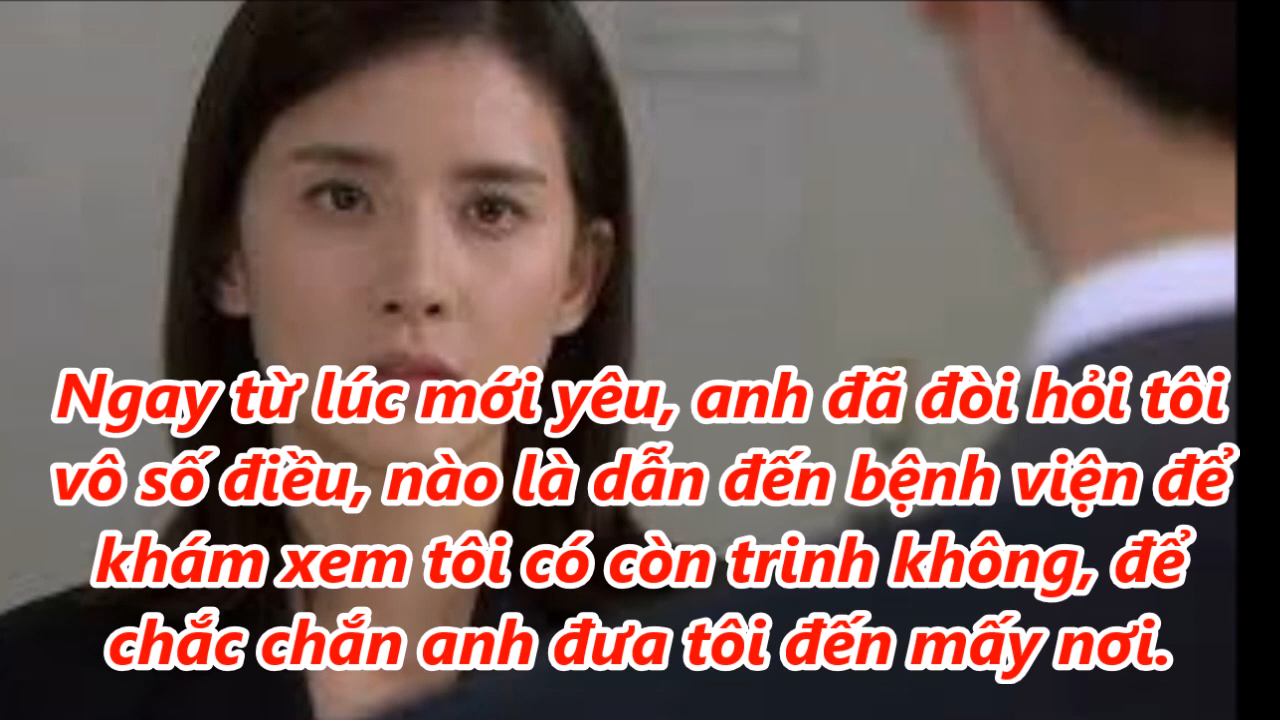 Ngay từ lúc mới yêu, anh đã đòi hỏi tôi
vô số điều, nào là dẫn đến bệnh viện để
khám xem tôi có còn trinh không, để
chắc chắn anh đưa tôi đến mấy nơi.